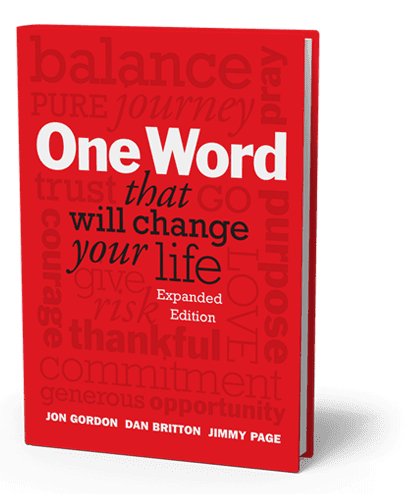 balance
PURE journey
pray
One Word
that
trust GO
will change
your life
purpose
courage
give LOVE
Expanded
risk
Edition
thankful
commitment
generous opportunity
JON GORDON DAN BRITTON JIMMY PAGE